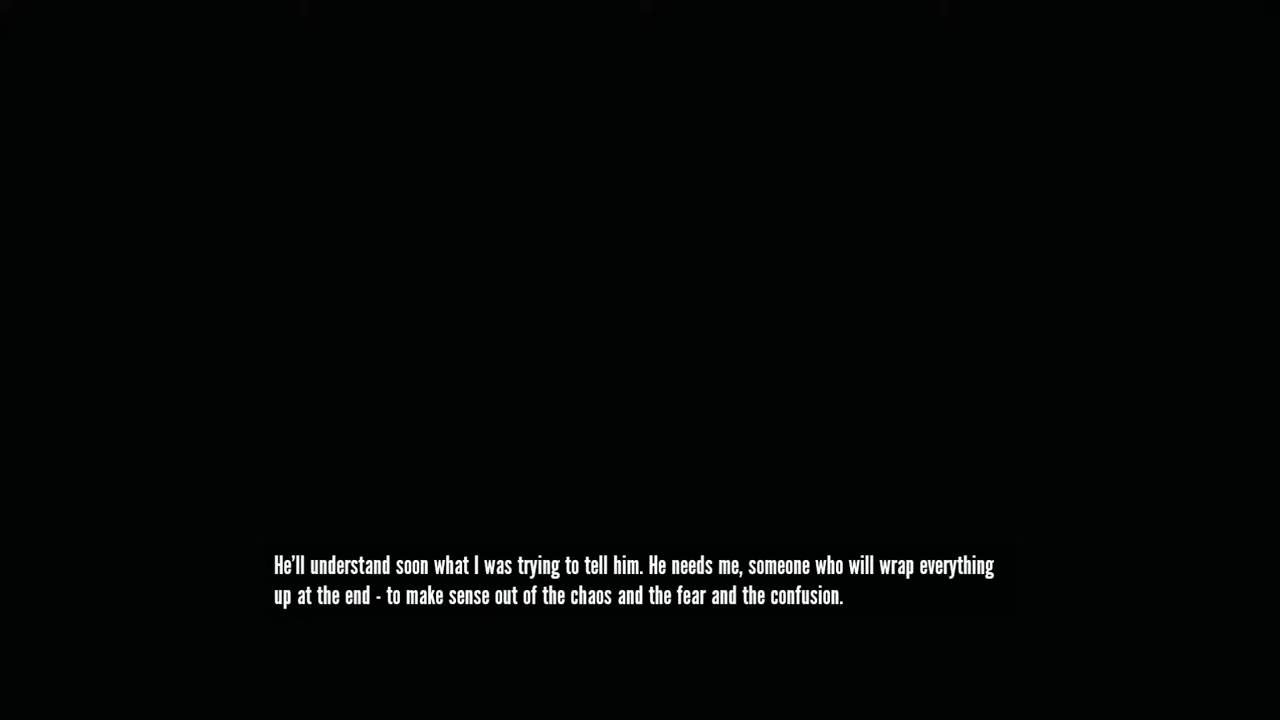 He'll understand soon what I was trying to tell him. He needs me, someone who will wrap everything
up at the end - to make sense out of the chaos and the fear and the confusion.